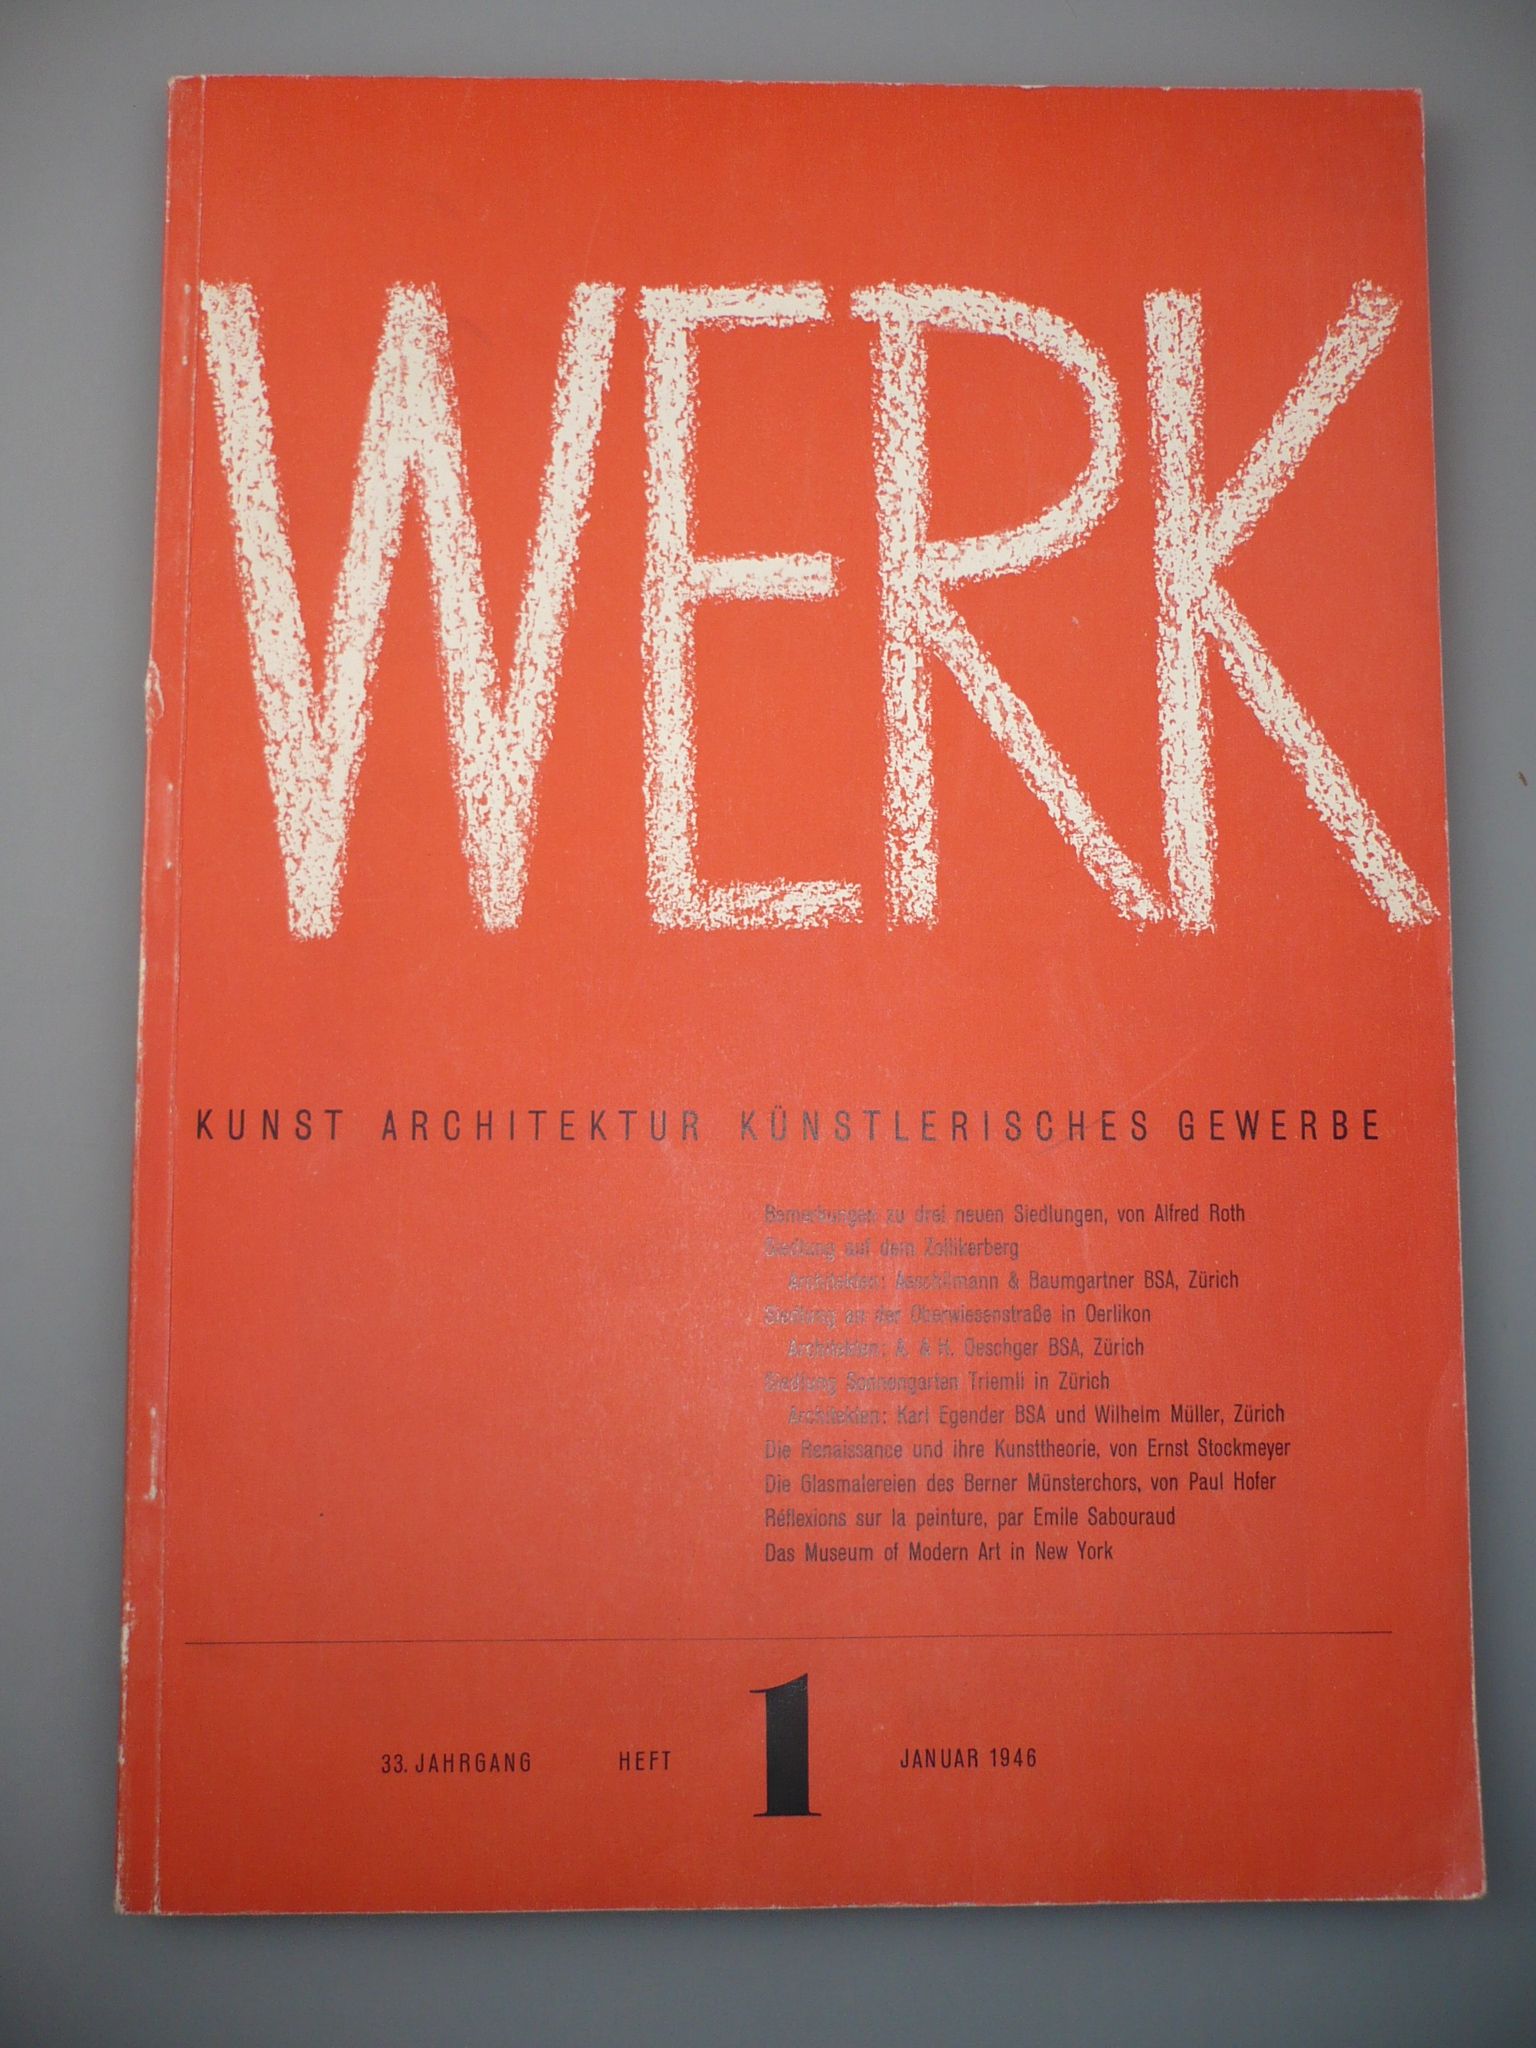 WERK
KUNST ARCHITEKTUR KÜNSTLERISCHES GEWERBE
Bemerkungen zu drei neuen Siedlungen, von Alfred Roth
Siedlung auf dem Zollikerberg
Architekten: Aeschlimann & Baumgartner BSA, Zürich
Siedlung an der Oberwiesenstraße in Oerlikon
Architekten: A. & H. Oeschger BSA, Zürich
Siedlung Sonnengarten Triemli in Zürich
Architekten: Karl Egender BSA und Wilhelm Müller, Zürich
Die Renaissance und ihre Kunsttheorie, von Ernst Stockmeyer
Die Glasmalereien des Berner Münsterchors, von Paul Hofer
Réflexions sur la peinture, par Emile Sabouraud
Das Museum of Modern Art in New York
33. JAHRGANG HEFT 1 JANUAR 1946